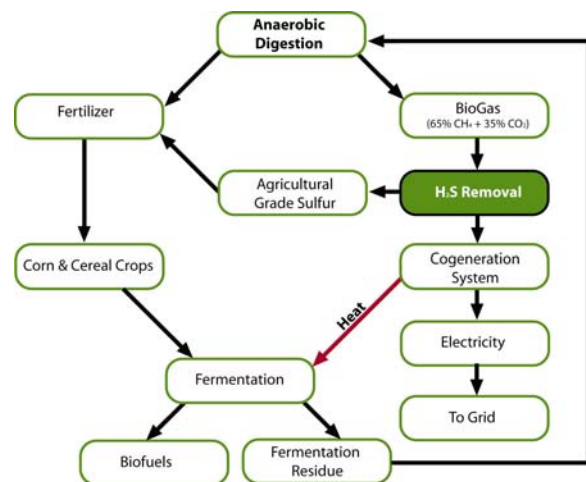 Anaerobic
Digestion
Fertilizer
BioGas
(65% CH₄ + 35% CO₂)
Agricultural
Grade Sulfur
H₂S Removal
Corn & Cereal Crops
Cogeneration
System
Heat
Electricity
Fermentation
To Grid
Biofuels
Fermentation
Residue